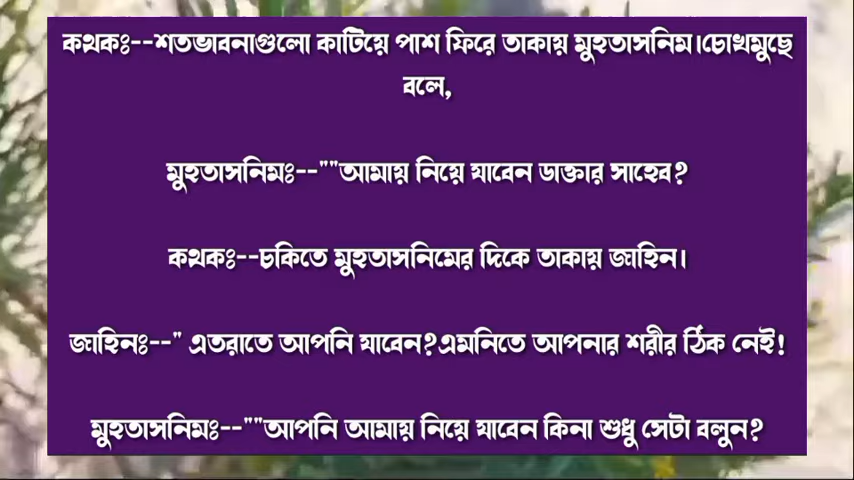 কথকঃ--শতভাবনাগুলো কাটিয়ে পাশ ফিরে তাকায় মুহতাসনিম।চোখমুছে
বলে,
মুহতাসনিমঃ--""আমায় নিয়ে যাবেন ডাক্তার সাহেব?
কথকঃ--চকিতে মুহতাসনিমের দিকে তাকায় জাহিন।
জাহিনঃ--" এতরাতে আপনি যাবেন?এমনিতে আপনার শরীর ঠিক নেই!
মুহতাসনিমঃ--""আপনি আমায় নিয়ে যাবেন কিনা শুধু সেটা বলুন?